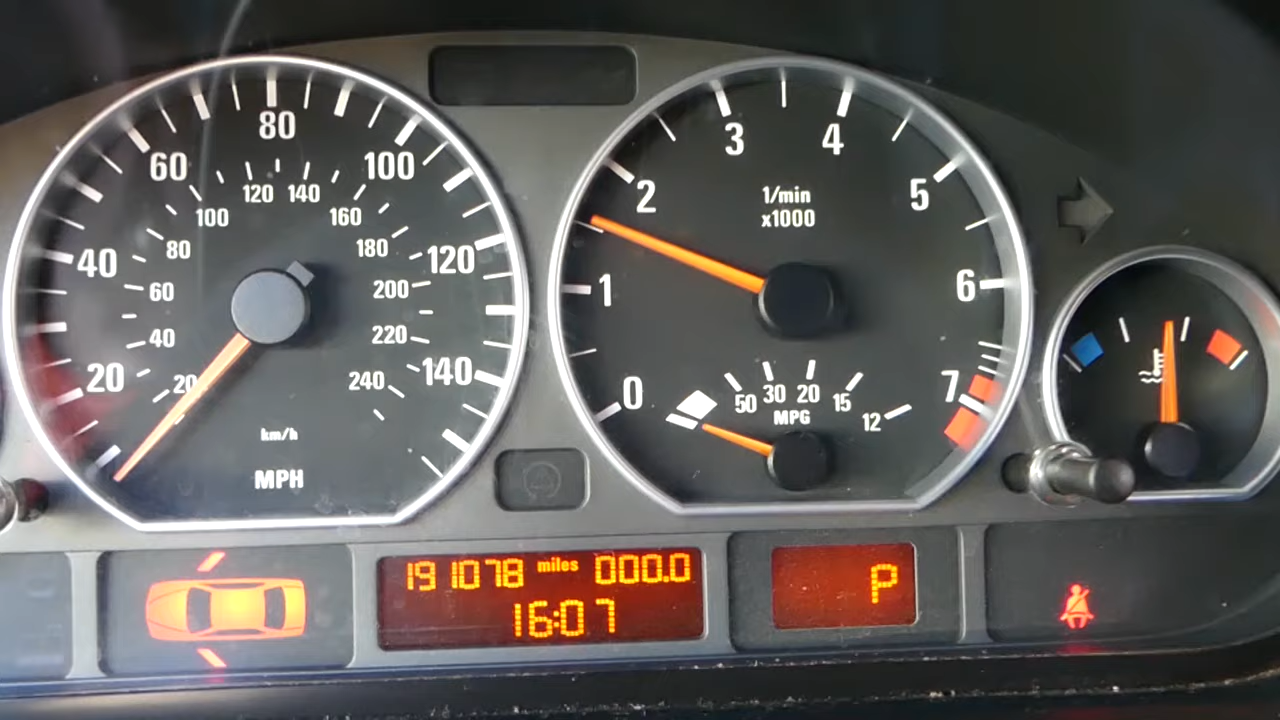 20 40 60 80 100 120 140
20 40 60 80 100 120 140 160 180 200 220 240
km/h
MPH
0 1 2 3 4 5 6 7
1/min
x1000
50 30 20 15 12
MPG
191078 miles 000.0
16:07
P